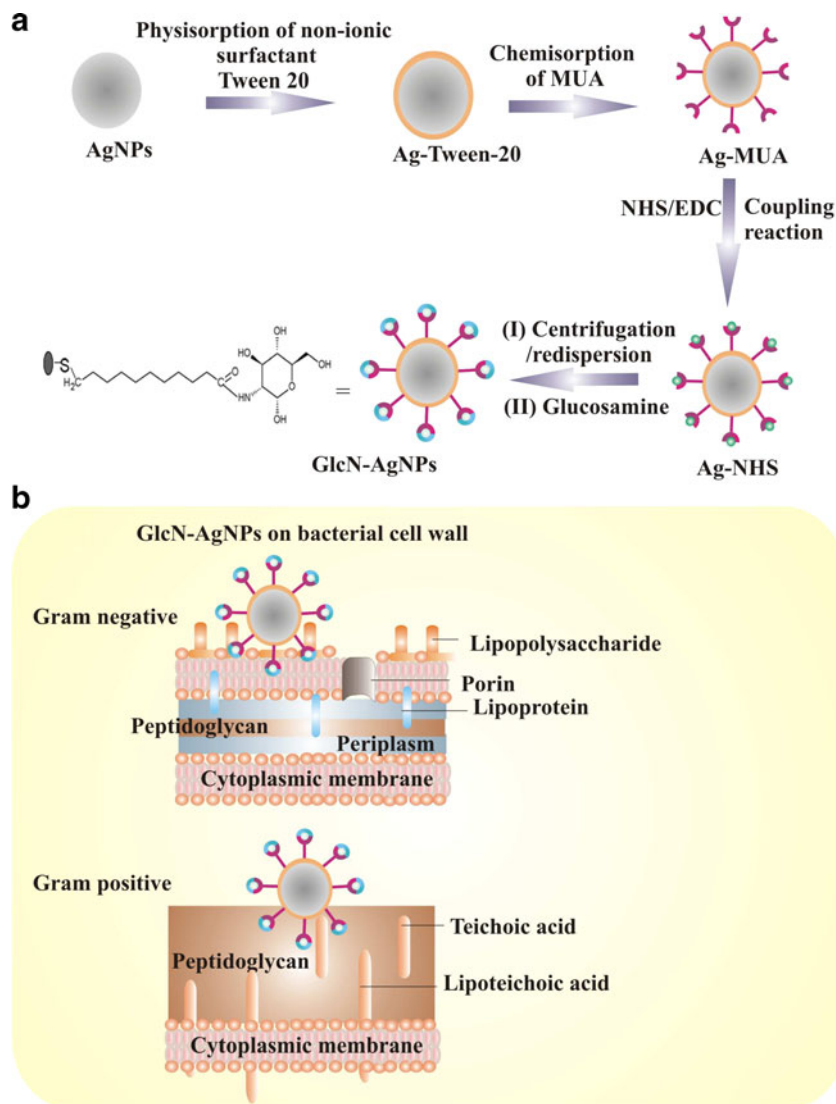 a
Physisorption of non-ionic
surfactant
Tween 20
Chemisorption
of MUA
AgNPs
Ag-Tween-20
Ag-MUA
NHS/EDC
Coupling
reaction
(I) Centrifugation
/redispersion
(II) Glucosamine
Ag-NHS
S
H₂C
O
HN
HO
OH
O
OH
OH
=
GlcN-AgNPs
b
GlcN-AgNPs on bacterial cell wall
Gram negative
Lipopolysaccharide
Porin
Lipoprotein
Peptidoglycan
Periplasm
Cytoplasmic membrane
Gram positive
Teichoic acid
Peptidoglycan
Lipoteichoic acid
Cytoplasmic membrane